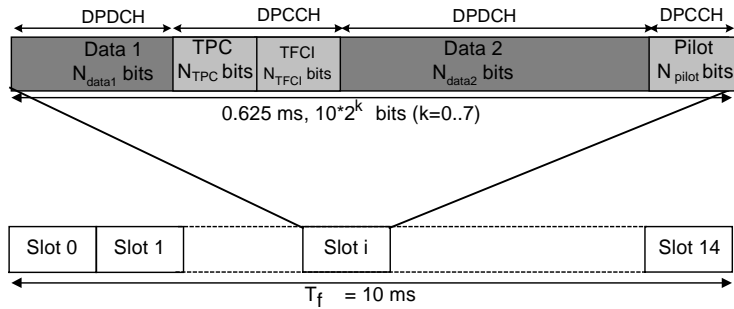 DPDCH DPCCH DPDCH DPCCH
Data 1 TPC TFCI Data 2 Pilot
N_data1 bits N_TPC bits N_TFCI bits N_data2 bits N_pilot bits
0.625 ms, 10*2^k bits (k=0..7)
Slot 0 Slot 1 Slot i Slot 14
T_f = 10 ms